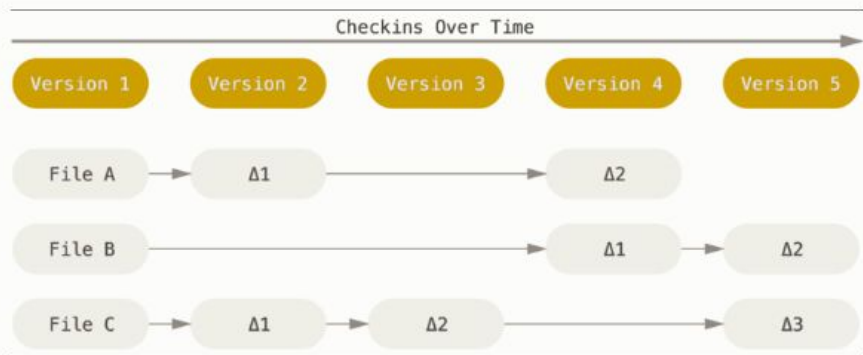 Checkins Over Time
Version 1 Version 2 Version 3 Version 4 Version 5
File A Δ1 Δ2
File B Δ1 Δ2
File C Δ1 Δ2 Δ3